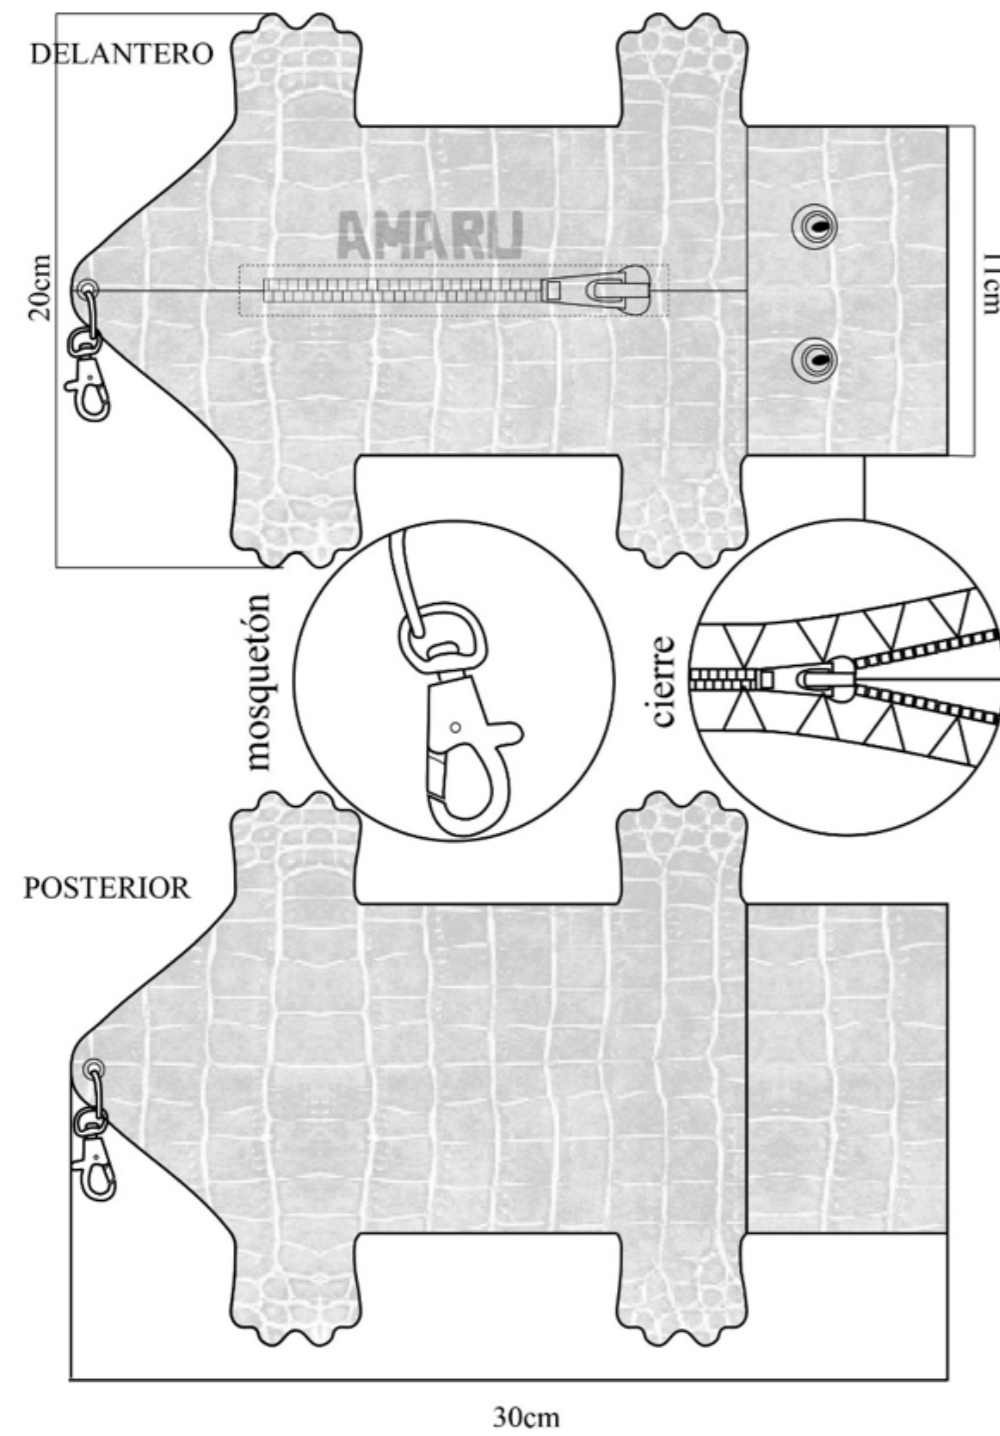 DELANTERO
AMARU
20cm
11cm
mosquetón
cierre
POSTERIOR
30cm